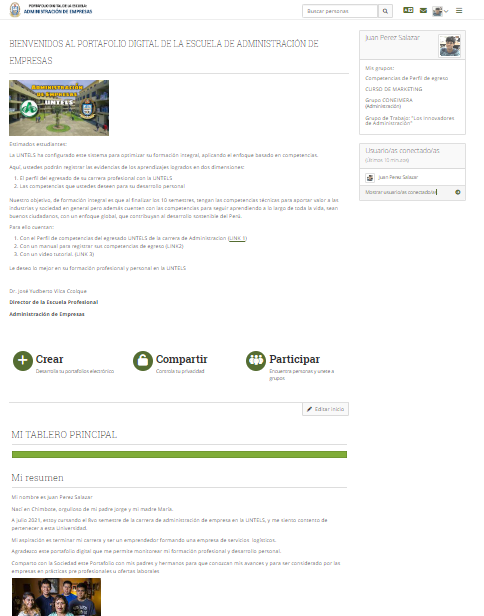 PORTAFOLIO DIGITAL DE LA ESCUELA
ADMINISTRACIÓN DE EMPRESAS
Buscar personas
BIENVENIDOS AL PORTAFOLIO DIGITAL DE LA ESCUELA DE ADMINISTRACIÓN DE
EMPRESAS
ADMINISTRACIÓN
DE EMPRESAS
UNTELS
Estimados estudiantes:
La UNTELS ha configurado este sistema para optimizar su formación integral, aplicando el enfoque basado en competencias.
Aquí, ustedes podrán registrar las evidencias de los aprendizajes logrados en dos dimensiones:
1. El perfil del egresado de su carrera profesional con la UNTELS
2. Las competencias que ustedes deseen para su desarrollo personal
Nuestro objetivo, de formación integral es que al finalizar los 10 semestres, tengan las competencias técnicas para aportar valor a las
industrias y sociedad en general pero además cuenten con las competencias para seguir aprendiendo a lo largo de toda la vida, sean
buenos ciudadanos, con un enfoque global, que contribuyan al desarrollo sostenible del Perú.
Para ello cuentan:
1. Con el Perfil de competencias del egresado UNTELS de la carrera de Administracion (LINK 1)
2. Con un manual para registrar sus competencias de egreso (LINK2)
3. Con un video tutorial. (LINK 3)
Le deseo lo mejor en su formación profesional y personal en la UNTELS
Dr. José Yudberto Vilca Ccolque
Director de la Escuela Profesional
Administración de Empresas
Crear
Desarrolla tu portafolios electrónico
Compartir
Controla tu privacidad
Participar
Encuentra personas y únete a
grupos
Editar inicio
MI TABLERO PRINCIPAL
Mi resumen
Mi nombre es Juan Perez Salazar
Nací en Chimbote, orgulloso de mi padre Jorge y mi madre María.
A julio 2021, estoy cursando el 8vo semestre de la carrera de administración de empresa en la UNTELS, y me siento contento de
pertenecer a esta Universidad.
Mi aspiración es terminar mi carrera y ser un emprendedor formando una empresa de servicios logísticos.
Agradezco este portafolio digital que me permite monitorear mi formación profesional y desarrollo personal.
Comparto con la Sociedad este Portafolio con mis padres y hermanos para que conozcan mis avances y para ser considerado por las
empresas en prácticas pre profesionales u ofertas laborales
Juan Perez Salazar
Mis grupos:
Competencias de Perfil de egreso
CURSO DE MARKETING
Grupo CONEIMERA
(Administración)
Grupo de Trabajo: "Los innovadores
de Administración"
Usuario/as conectado/as
(Últimos 10 minutos)
Juan Perez Salazar
Mostrar usuario/as conectado/as